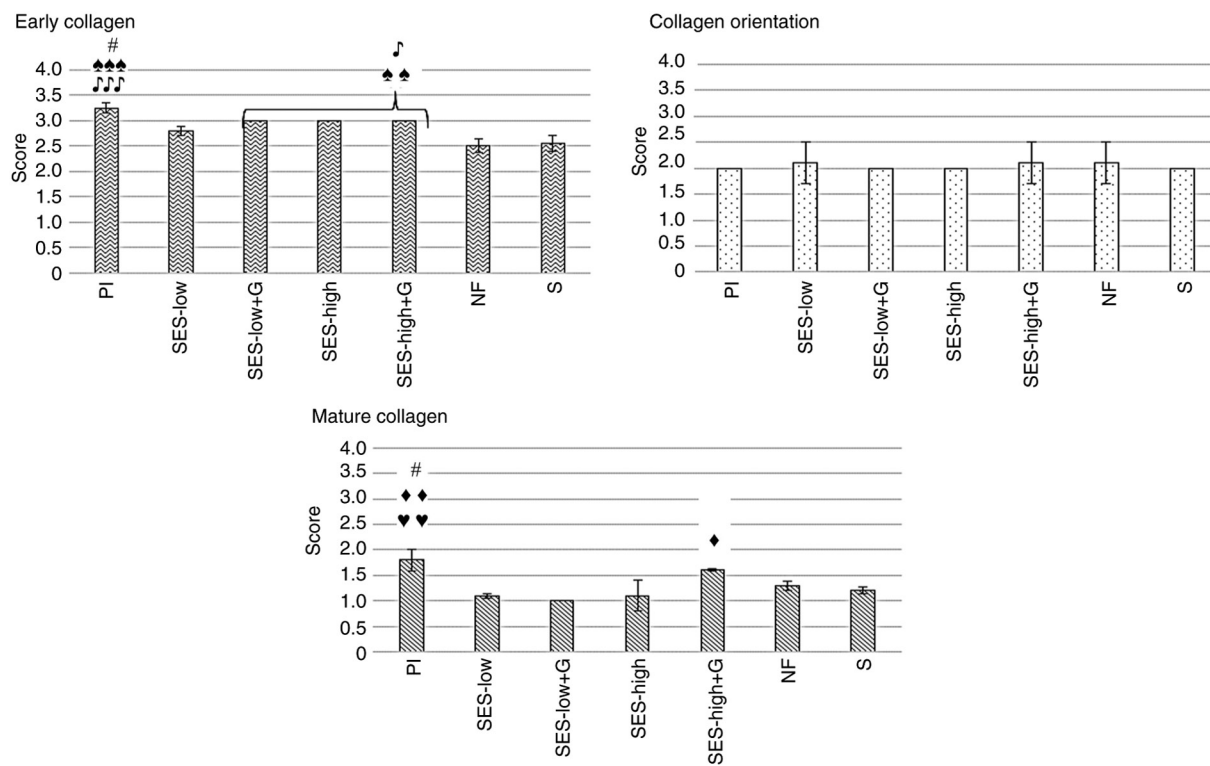 Early collagen
#
♠♠♠
♪♪♪
♪
♠ ♠
Score
4.0
3.5
3.0
2.5
2.0
1.5
1.0
0.5
0
PI
SES-low
SES-low+G
SES-high
SES-high+G
NF
S
Collagen orientation
Score
4.0
3.5
3.0
2.5
2.0
1.5
1.0
0.5
0
PI
SES-low
SES-low+G
SES-high
SES-high+G
NF
S
Mature collagen
#
♦ ♦
♥ ♥
♦
Score
4.0
3.5
3.0
2.5
2.0
1.5
1.0
0.5
0
PI
SES-low
SES-low+G
SES-high
SES-high+G
NF
S